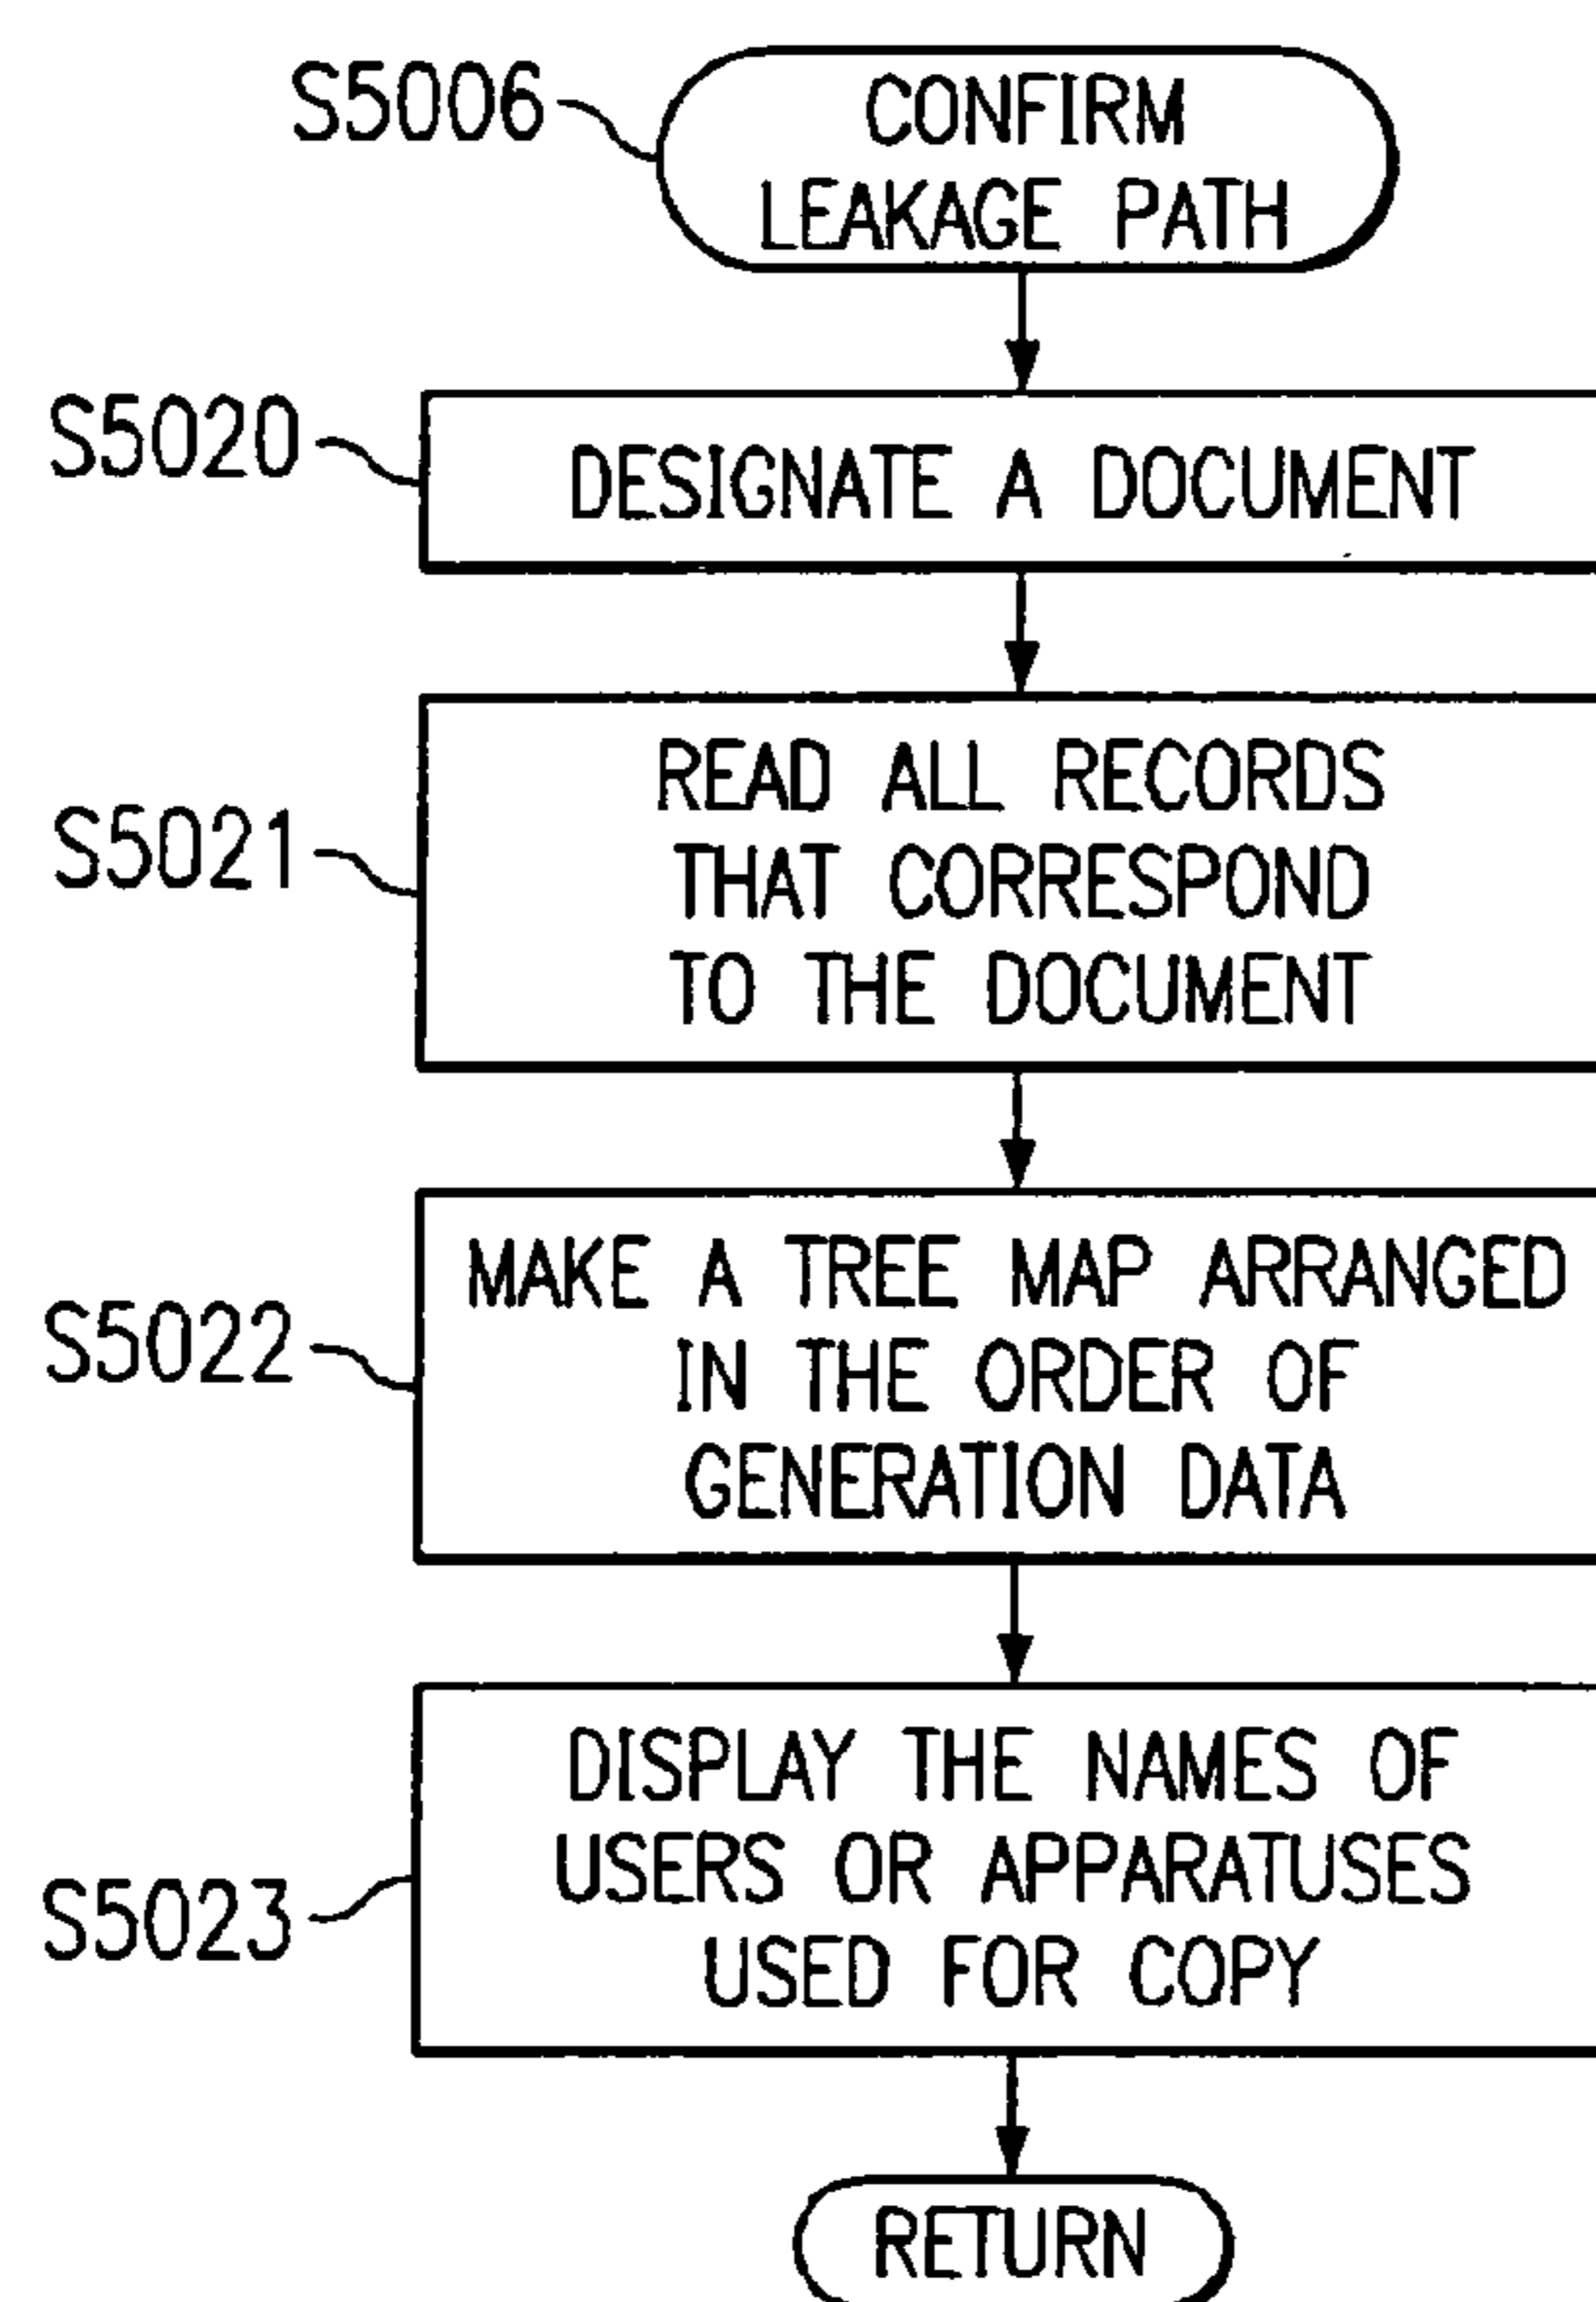 S5006
CONFIRM
LEAKAGE PATH
S5020
DESIGNATE A DOCUMENT
S5021
READ ALL RECORDS
THAT CORRESPOND
TO THE DOCUMENT
S5022
MAKE A TREE MAP ARRANGED
IN THE ORDER OF
GENERATION DATA
S5023
DISPLAY THE NAMES OF
USERS OR APPARATUSES
USED FOR COPY
RETURN